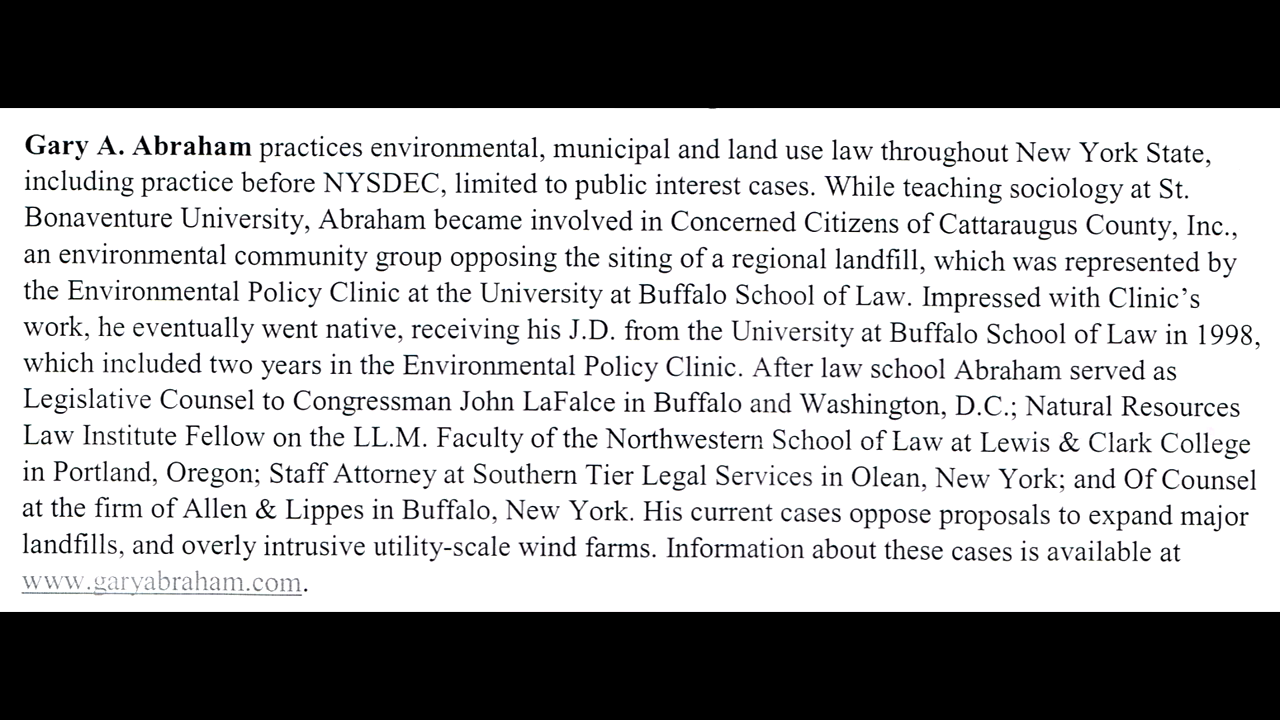 Gary A. Abraham practices environmental, municipal and land use law throughout New York State,
including practice before NYSDEC, limited to public interest cases. While teaching sociology at St.
Bonaventure University, Abraham became involved in Concerned Citizens of Cattaraugus County, Inc.,
an environmental community group opposing the siting of a regional landfill, which was represented by
the Environmental Policy Clinic at the University at Buffalo School of Law. Impressed with Clinic's
work, he eventually went native, receiving his J.D. from the University at Buffalo School of Law in 1998,
which included two years in the Environmental Policy Clinic. After law school Abraham served as
Legislative Counsel to Congressman John LaFalce in Buffalo and Washington, D.C.; Natural Resources
Law Institute Fellow on the LL.M. Faculty of the Northwestern School of Law at Lewis & Clark College
in Portland, Oregon; Staff Attorney at Southern Tier Legal Services in Olean, New York; and Of Counsel
at the firm of Allen & Lippes in Buffalo, New York. His current cases oppose proposals to expand major
landfills, and overly intrusive utility-scale wind farms. Information about these cases is available at
www.garyabraham.com.